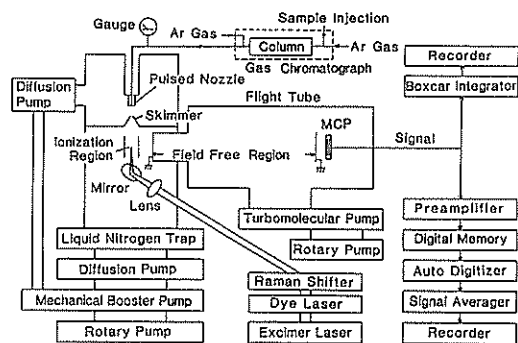 Gauge
Sample Injection
Ar Gas
Column
Ar Gas
Gas Chromatograph
Recorder
Boxcar Integrator
Pulsed Nozzle
Diffusion
Pump
Skimmer
Flight Tube
MCP
Signal
Ionization
Region
Field Free Region
Mirror
Lens
Preamplifier
Turbomolecular Pump
Liquid Nitrogen Trap
Digital Memory
Rotary Pump
Diffusion Pump
Auto Digitizer
Raman Shifter
Mechanical Booster Pump
Dye Laser
Signal Averager
Rotary Pump
Excimer Laser
Recorder